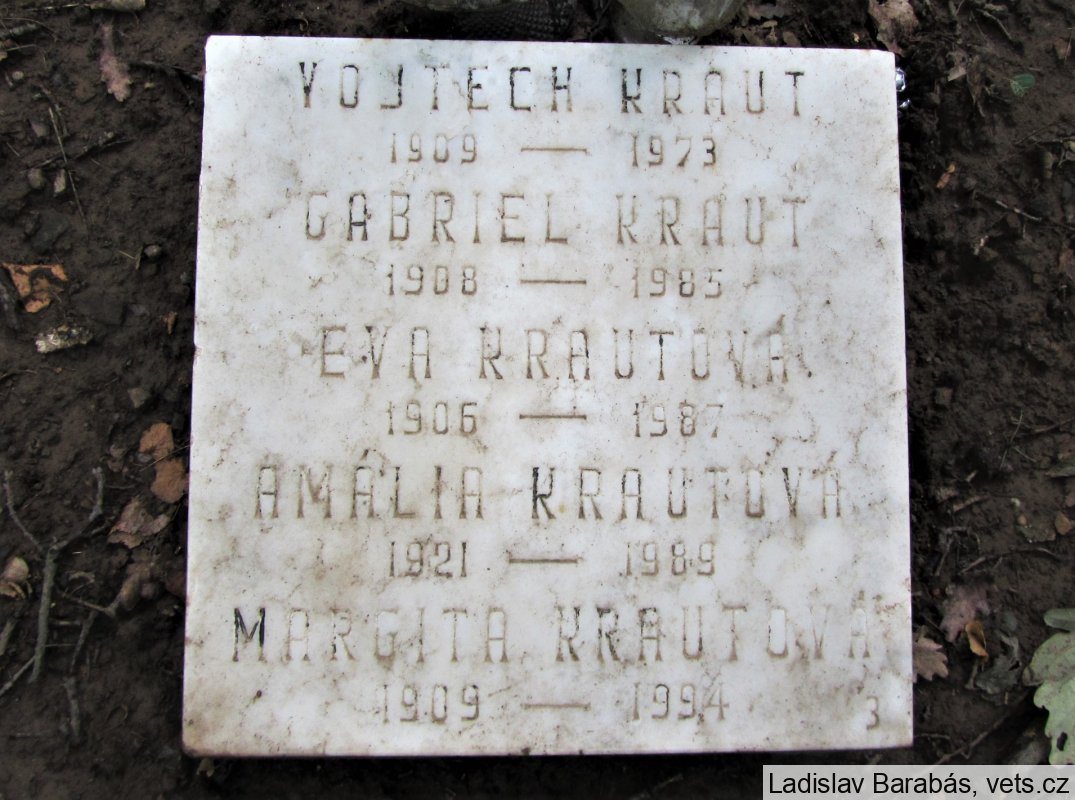 VOJTECH KRAUT
1909 — 1973
GABRIEL KRAUT
1908 — 1985
EVA KRAUTOVÁ
1906 — 1987
AMÁLIA KRAUTOVÁ
1921 — 1989
MARGITA KRAUTOVÁ
1909 — 1994
3
Ladislav Barabás, vets.cz